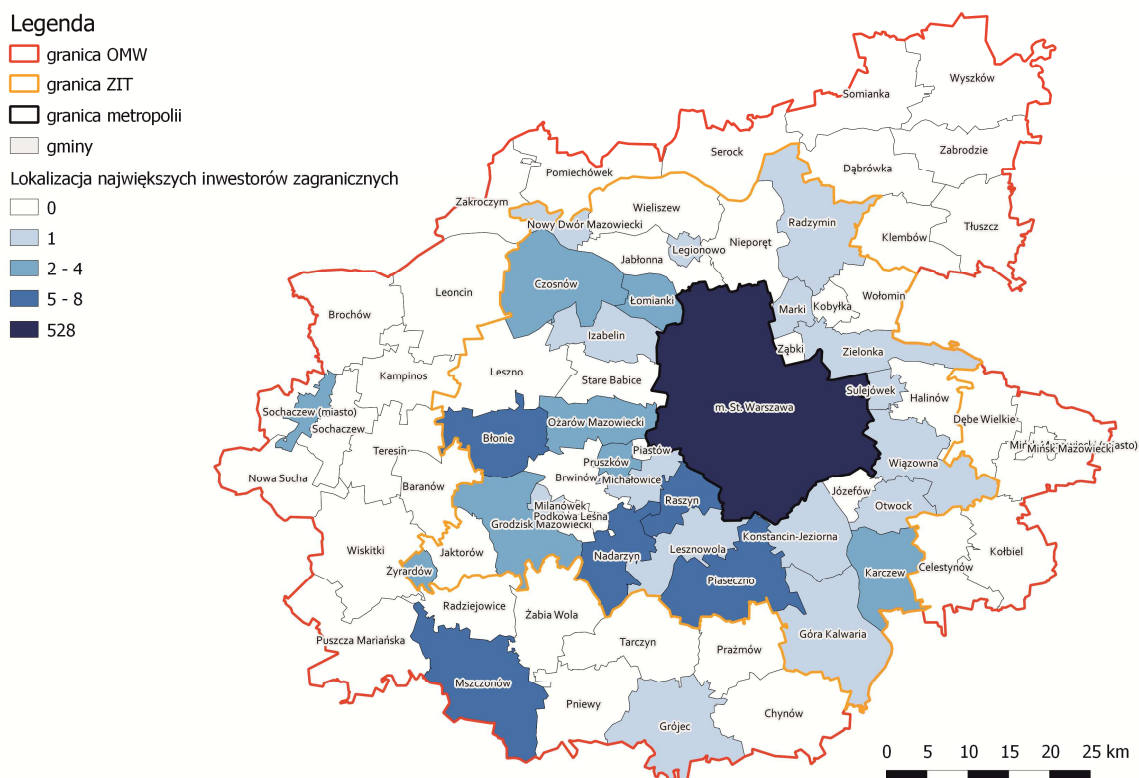 Legenda
granica OMW
granica ZIT
granica metropolii
gminy
Lokalizacja największych inwestorów zagranicznych
0
1
2 - 4
5 - 8
528
Wyszków
Somianka
Zabrodzie
Serock
Dąbrówka
Pomiechówek
Zakroczym
Wieliszew
Nowy Dwór Mazowiecki
Radzymin
Tłuszcz
Klembów
Nieporęt
Legionowo
Jabłonna
Czosnów
Leoncin
Łomianki
Wołomin
Kobyłka
Marki
Brochów
Izabelin
Ząbki
Zielonka
Leszno
Kampinos
Stare Babice
Sulejówek
Halinów
m. St. Warszawa
Sochaczew (miasto)
Sochaczew
Dębe Wielkie
Ożarów Mazowiecki
Błonie
Mińsk Mazowiecki (miasto)
Mińsk Mazowiecki
Teresin
Piastów
Pruszków
Wiązowna
Nowa Sucha
Brwinów
Michałowice
Baranów
Józefów
Raszyn
Otwock
Milanówek
Podkowa Leśna
Grodzisk Mazowiecki
Konstancin-Jeziorna
Wiskitki
Jaktorów
Nadarzyn
Lesznowola
Kołbiel
Celestynów
Karczew
Żyrardów
Piaseczno
Radziejowice
Żabia Wola
Góra Kalwaria
Puszcza Mariańska
Tarczyn
Prażmów
Mszczonów
Pniewy
Chynów
Grójec
0 5 10 15 20 25 km